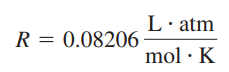 R = 0.08206 L · atm / mol · K